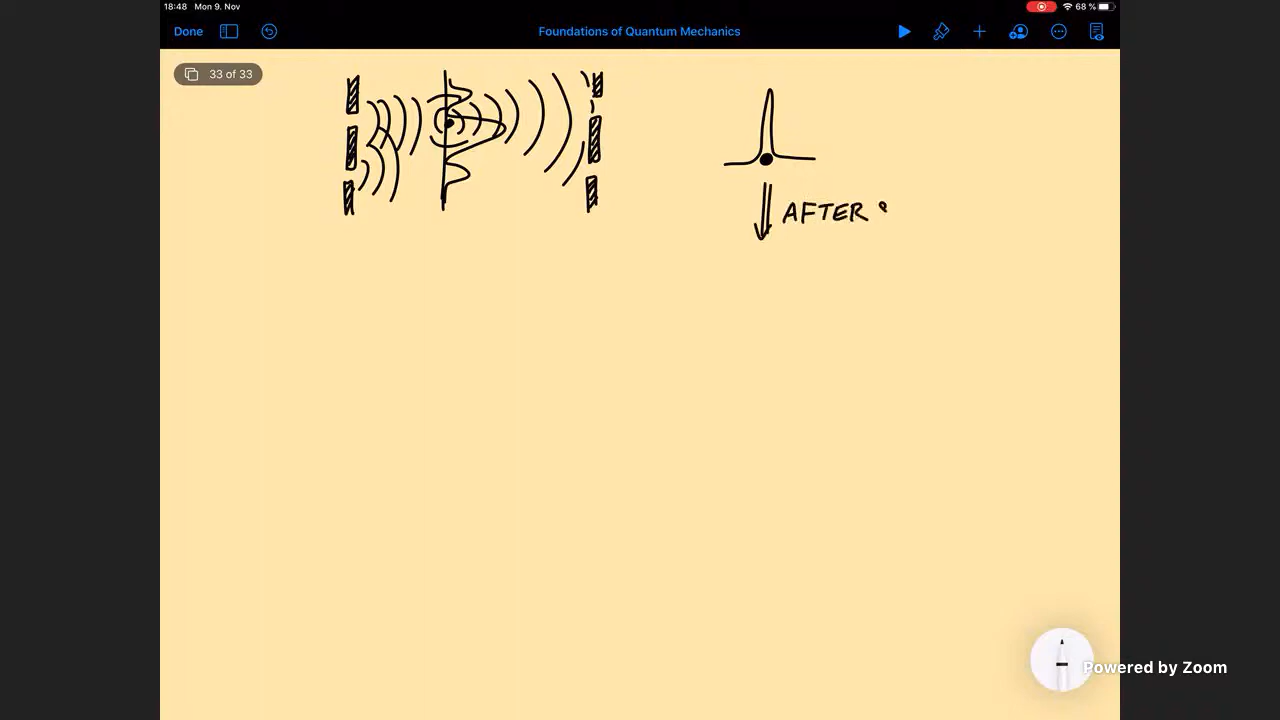 18:48 Mon 9. Nov
68 %
Done
Foundations of Quantum Mechanics
33 of 33
AFTER
Powered by Zoom